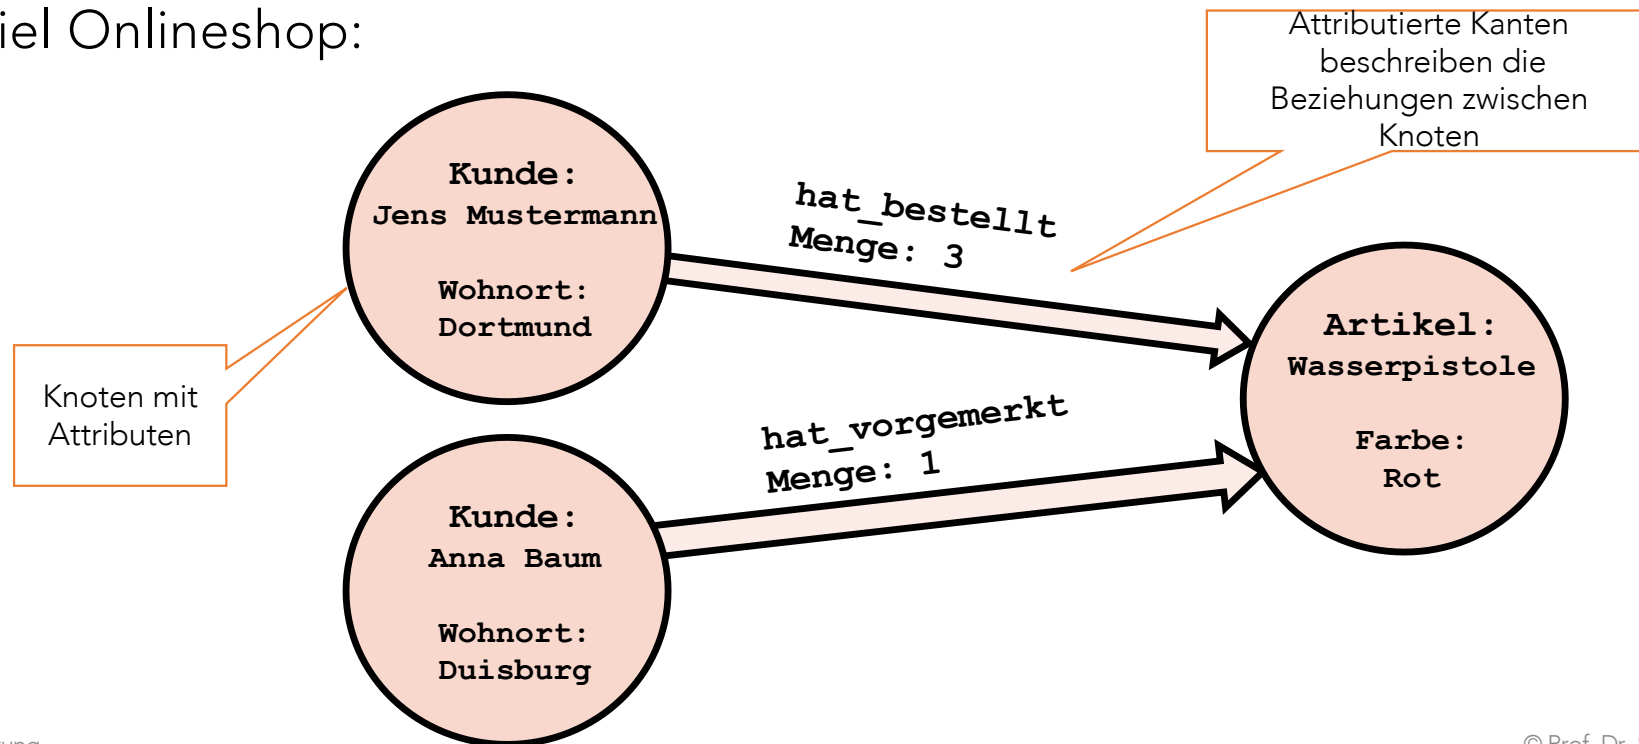 iel Onlineshop:
Attributierte Kanten
beschreiben die
Beziehungen zwischen
Knoten
Kunde:
Jens Mustermann
Wohnort:
Dortmund
hat_bestellt
Menge: 3
Artikel:
Wasserpistole
Farbe:
Rot
Knoten mit
Attributen
hat_vorgemerkt
Menge: 1
Kunde:
Anna Baum
Wohnort:
Duisburg
© Prof. Dr.